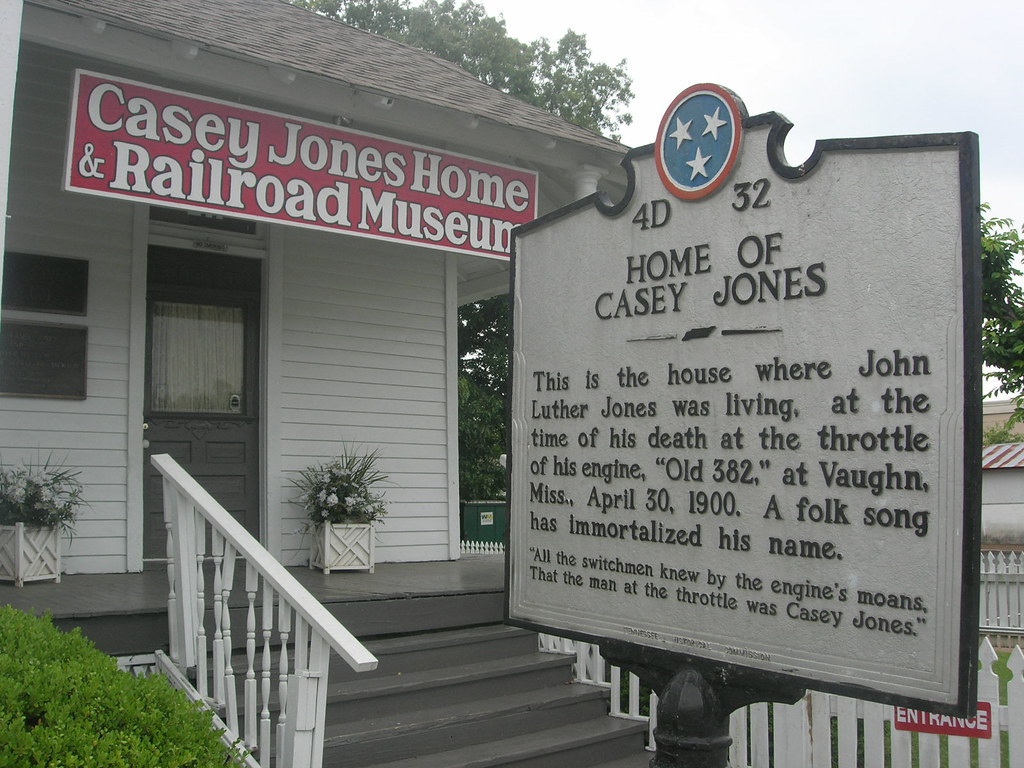 Casey Jones Home
& Railroad Museum
4D 32
HOME OF
CASEY JONES
This is the house where John
Luther Jones was living, at the
time of his death at the throttle
of his engine, "Old 382," at Vaughn,
Miss., April 30, 1900. A folk song
has immortalized his name.
"All the switchmen knew by the engine's moans,
That the man at the throttle was Casey Jones."
TENNESSEE HISTORICAL COMMISSION
ENTRANCE